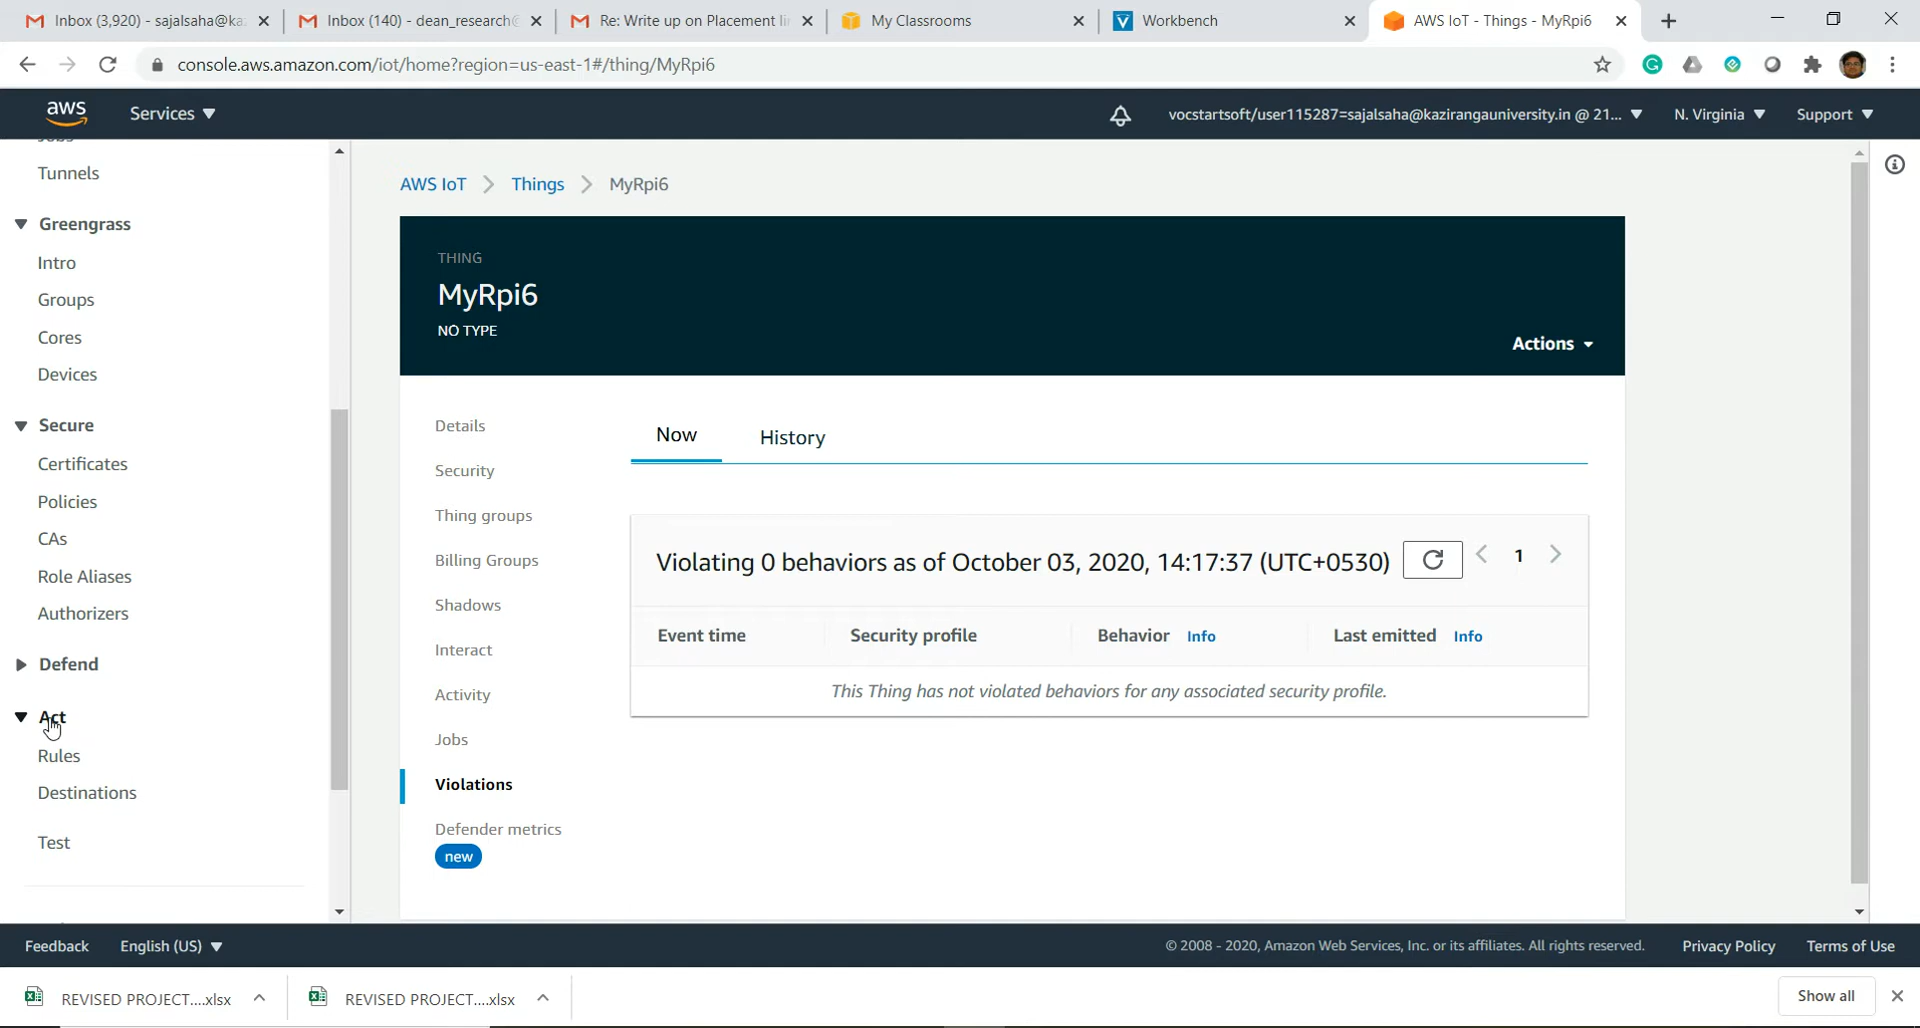 Inbox (3,920) - sajalsaha@ka
Inbox (140) - dean_research@
Re: Write up on Placement li
My Classrooms
Workbench
AWS IoT - Things - MyRpi6
console.aws.amazon.com/iot/home?region=us-east-1#/thing/MyRpi6
aws
Services
vocstartsoft/user115287=sajalsaha@kazirangauniversity.in @ 21...
N. Virginia
Support
Jobs
Tunnels
Greengrass
Intro
Groups
Cores
Devices
Secure
Certificates
Policies
CAs
Role Aliases
Authorizers
Defend
Act
Rules
Destinations
Test
AWS IoT > Things > MyRpi6
THING
MyRpi6
NO TYPE
Actions
Details
Security
Thing groups
Billing Groups
Shadows
Interact
Activity
Jobs
Violations
Defender metrics
new
Now
History
Violating 0 behaviors as of October 03, 2020, 14:17:37 (UTC+0530)
1
Event time
Security profile
Behavior Info
Last emitted Info
This Thing has not violated behaviors for any associated security profile.
Feedback
English (US)
© 2008 - 2020, Amazon Web Services, Inc. or its affiliates. All rights reserved.
Privacy Policy
Terms of Use
REVISED PROJECT....xlsx
REVISED PROJECT....xlsx
Show all